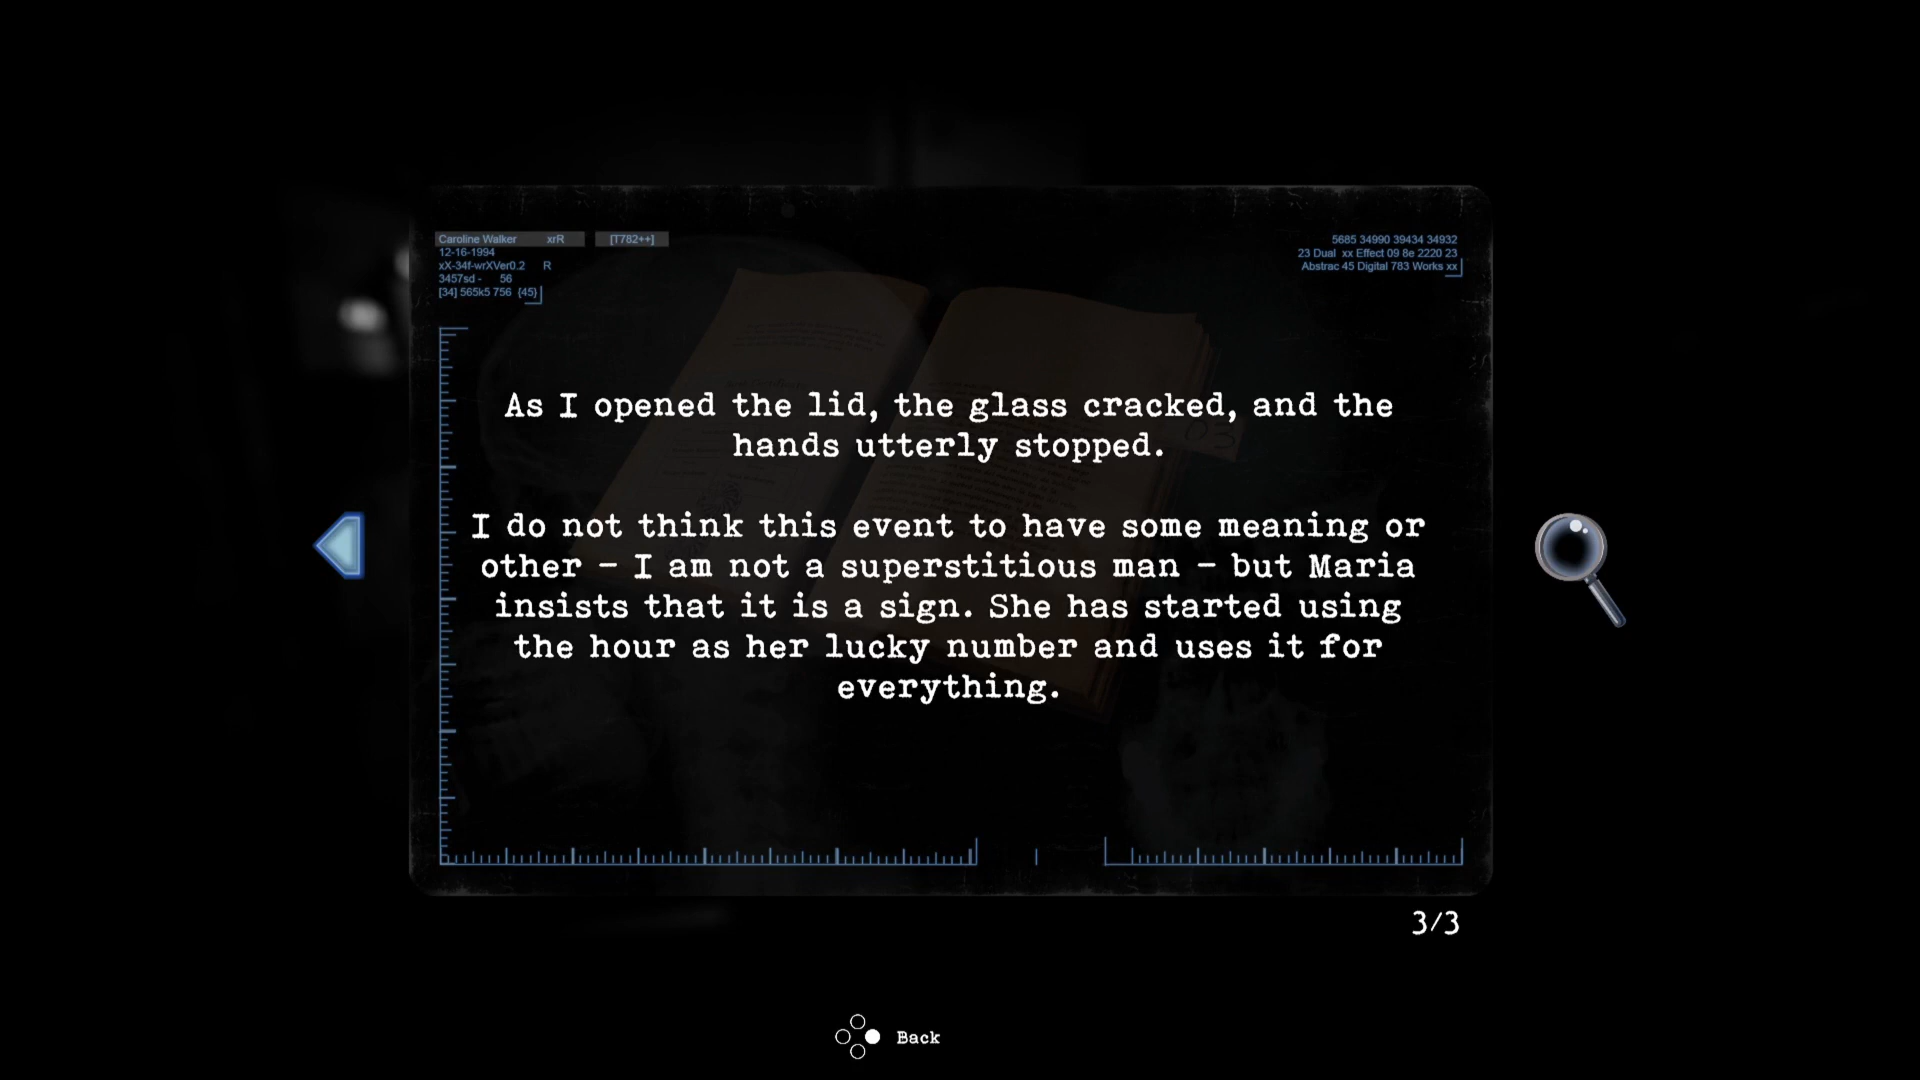 Caroline Walker xrR [T782++]
12-16-1994
xX-34f-wrXVer0.2 R
3457sd - 56
[34] 565k5 756 {45}
5685 34990 39434 34932
23 Dual xx Effect 09 8e 2220 23
Abstrac 45 Digital 783 Works xx
As I opened the lid, the glass cracked, and the
hands utterly stopped.
I do not think this event to have some meaning or
other – I am not a superstitious man – but Maria
insists that it is a sign. She has started using
the hour as her lucky number and uses it for
everything.
3/3
Back